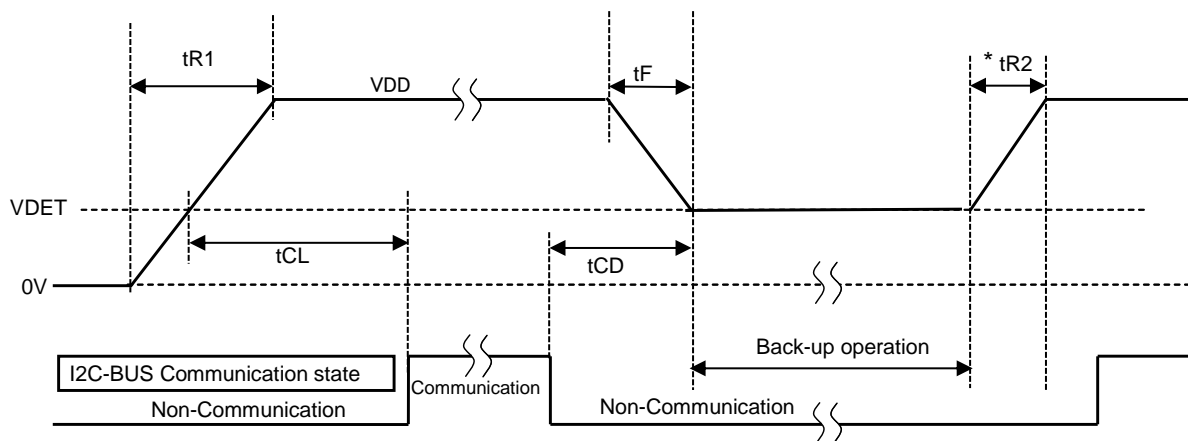 tR1
VDD
tF
* tR2
VDET
tCL
tCD
0V
Back-up operation
I2C-BUS Communication state
Communication
Non-Communication
Non-Communication